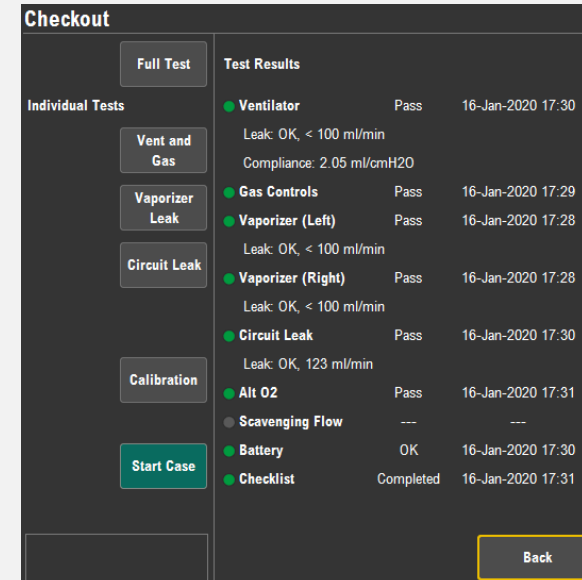 Checkout
Full Test
Individual Tests
Vent and
Gas
Vaporizer
Leak
Circuit Leak
Calibration
Start Case
Test Results
Ventilator Pass 16-Jan-2020 17:30
Leak: OK, < 100 ml/min
Compliance: 2.05 ml/cmH2O
Gas Controls Pass 16-Jan-2020 17:29
Vaporizer (Left) Pass 16-Jan-2020 17:28
Leak: OK, < 100 ml/min
Vaporizer (Right) Pass 16-Jan-2020 17:28
Leak: OK, < 100 ml/min
Circuit Leak Pass 16-Jan-2020 17:30
Leak: OK, 123 ml/min
Alt O2 Pass 16-Jan-2020 17:31
Scavenging Flow --- ---
Battery OK 16-Jan-2020 17:30
Checklist Completed 16-Jan-2020 17:31
Back